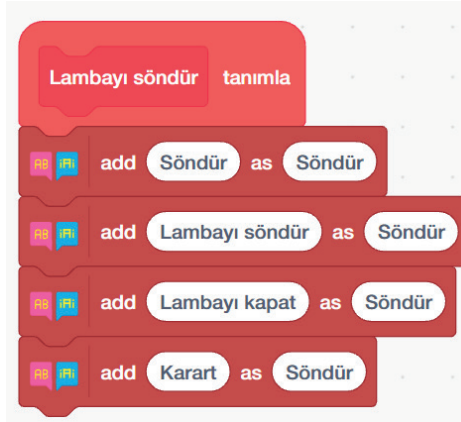 Lambayı söndür tanımla
add Söndür as Söndür
add Lambayı söndür as Söndür
add Lambayı kapat as Söndür
add Karart as Söndür